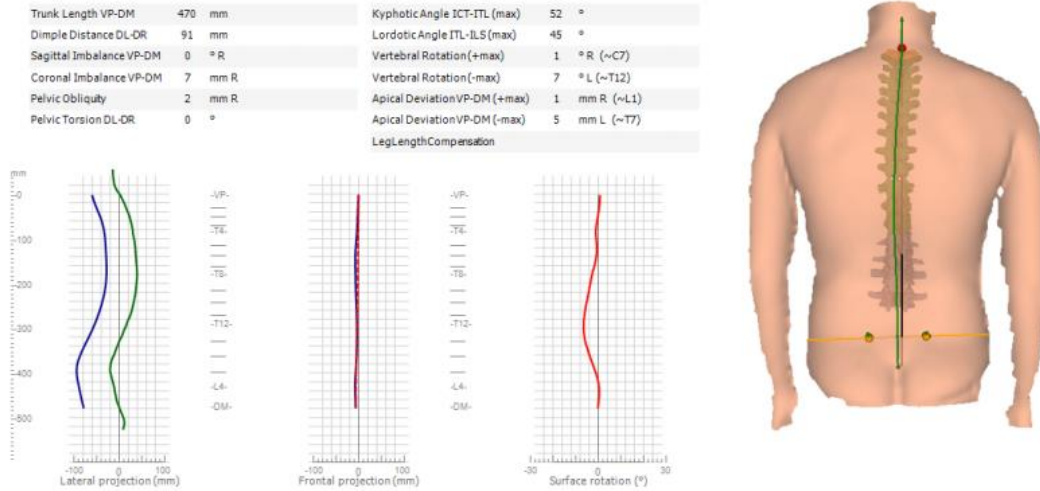 Trunk Length VP-DM 470 mm
Dimple Distance DL-DR 91 mm
Sagittal Imbalance VP-DM 0 ° R
Coronal Imbalance VP-DM 7 mm R
Pelvic Obliquity 2 mm R
Pelvic Torsion DL-DR 0 °
Kyphotic Angle ICT-ITL (max) 52 °
Lordotic Angle ITL-ILS (max) 45 °
Vertebral Rotation (+max) 1 ° R (~C7)
Vertebral Rotation (-max) 7 ° L (~T12)
Apical Deviation VP-DM (+max) 1 mm R (~L1)
Apical Deviation VP-DM (-max) 5 mm L (~T7)
LegLengthCompensation
mm
-0
-100
-200
-300
-400
-500
-100 0 100
Lateral projection (mm)
-VP-
-T4-
-T8-
-T12-
-L4-
-DM-
-100 0 100
Frontal projection (mm)
-VP-
-T4-
-T8-
-T12-
-L4-
-DM-
-30 0 30
Surface rotation (°)